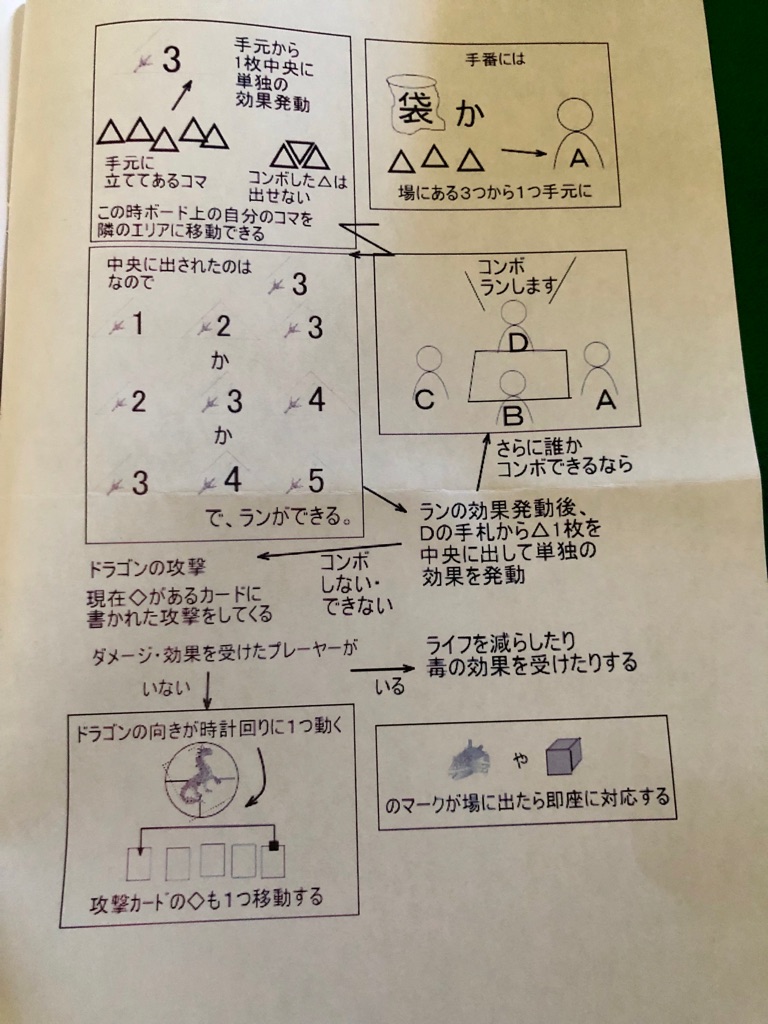 手番には
袋 か
A
場にある3つから1つ手元に
3
手元から
1枚中央に
単独の
効果発動
手元に
立ててあるコマ
コンボした△は
出せない
この時ボード上の自分のコマを
隣のエリアに移動できる
コンボ
ランします
D
C
B
A
中央に出されたのは
なので
3
1 2 3
か
2 3 4
か
3 4 5
で、ランができる。
さらに誰か
コンボできるなら
ランの効果発動後、
Dの手札から△1枚を
中央に出して単独の
効果を発動
コンボ
しない・
できない
ドラゴンの攻撃
現在◇があるカードに
書かれた攻撃をしてくる
ダメージ・効果を受けたプレーヤーが
いない
いる
ライフを減らしたり
毒の効果を受けたりする
ドラゴンの向きが時計回りに1つ動く
攻撃カードの◇も1つ移動する
や
のマークが場に出たら即座に対応する